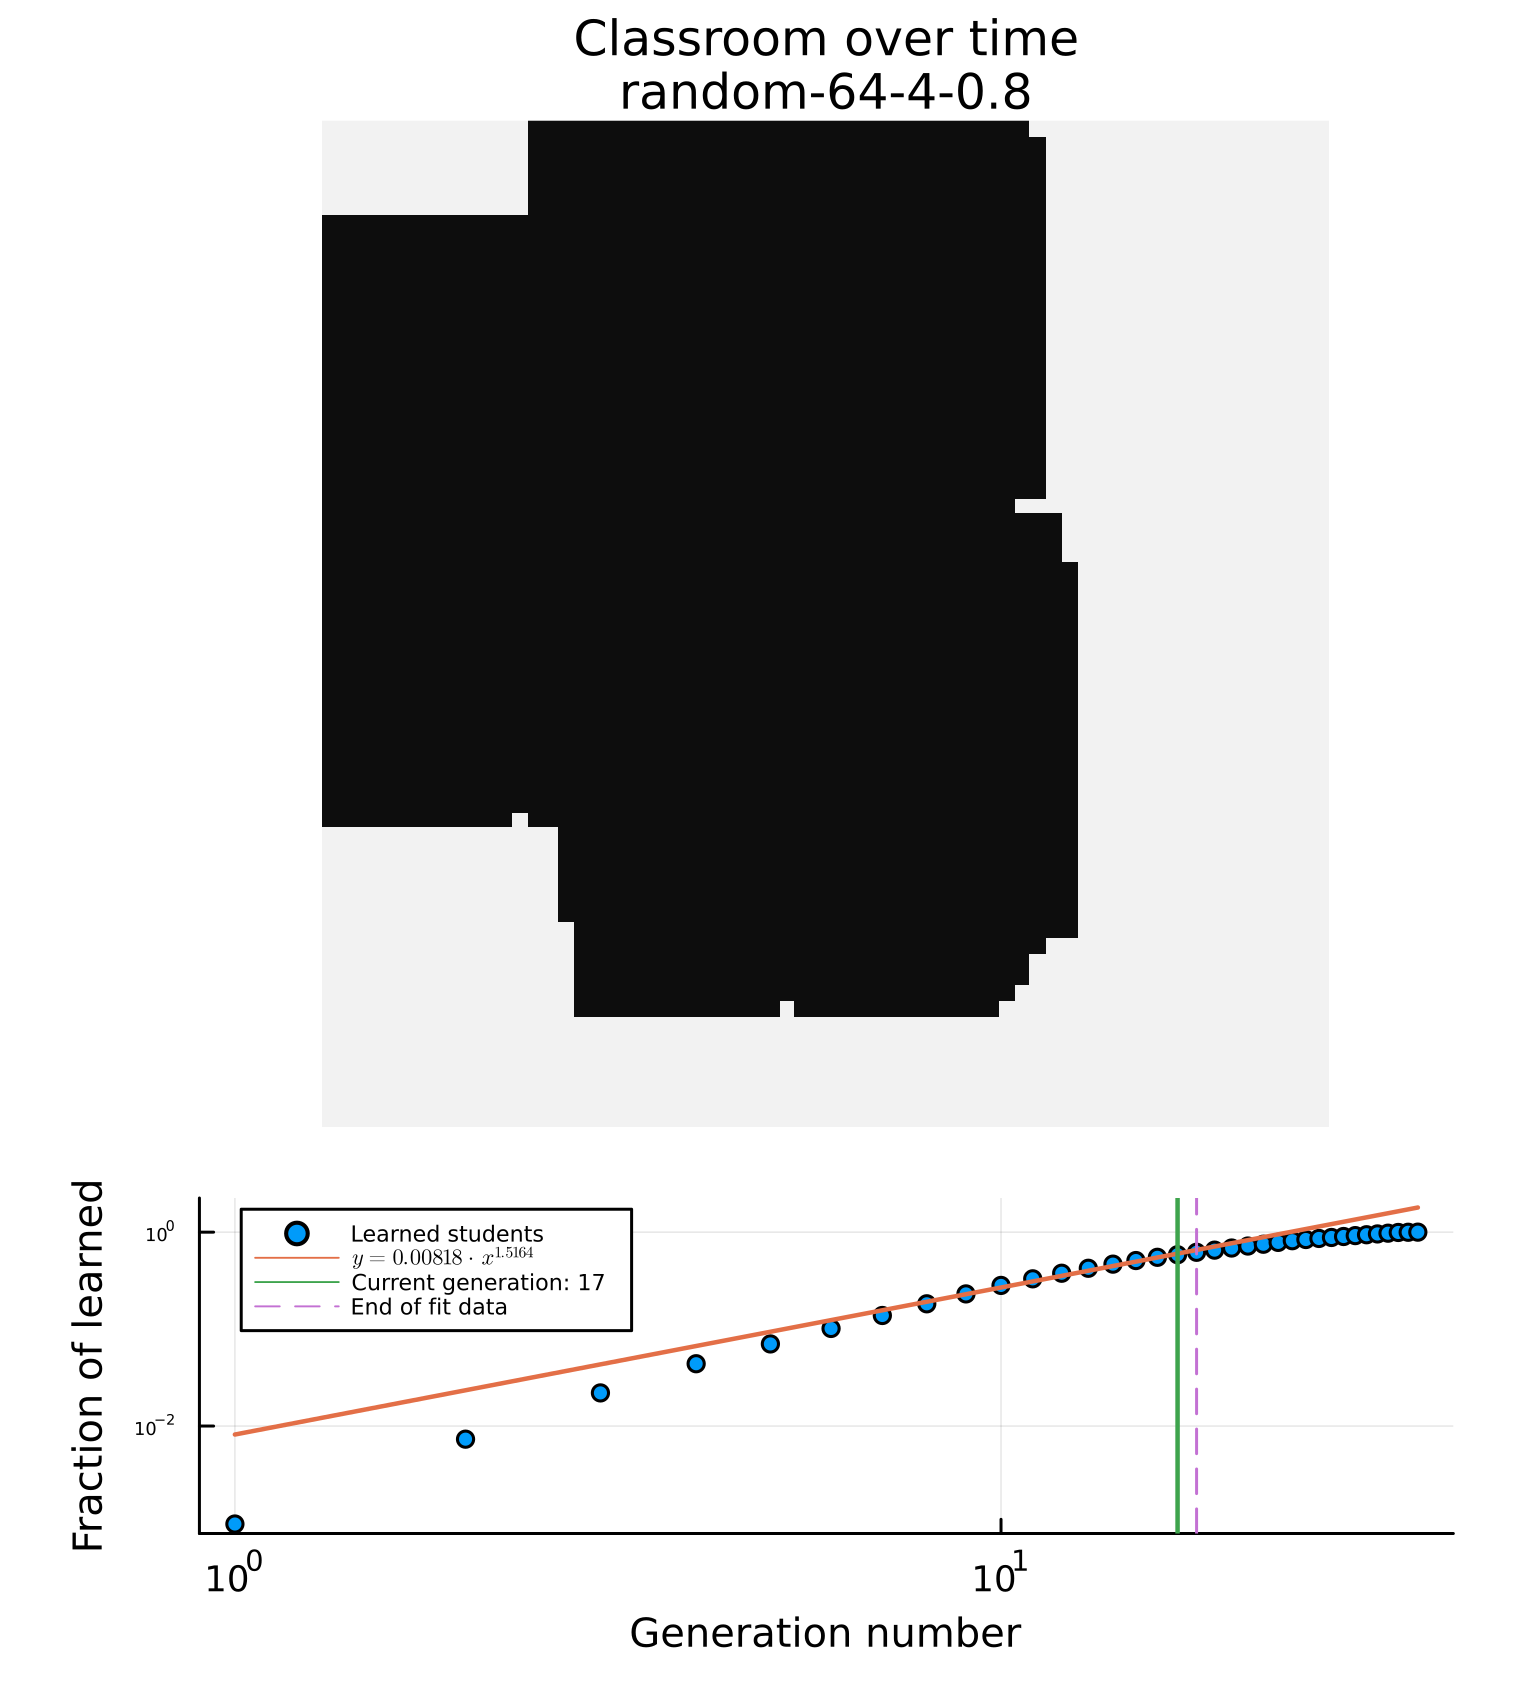 Classroom over time
random-64-4-0.8
Fraction of learned
10^0
10^−2
Learned students
y = 0.00818 · x^1.5164
Current generation: 17
End of fit data
10^0
10^1
Generation number